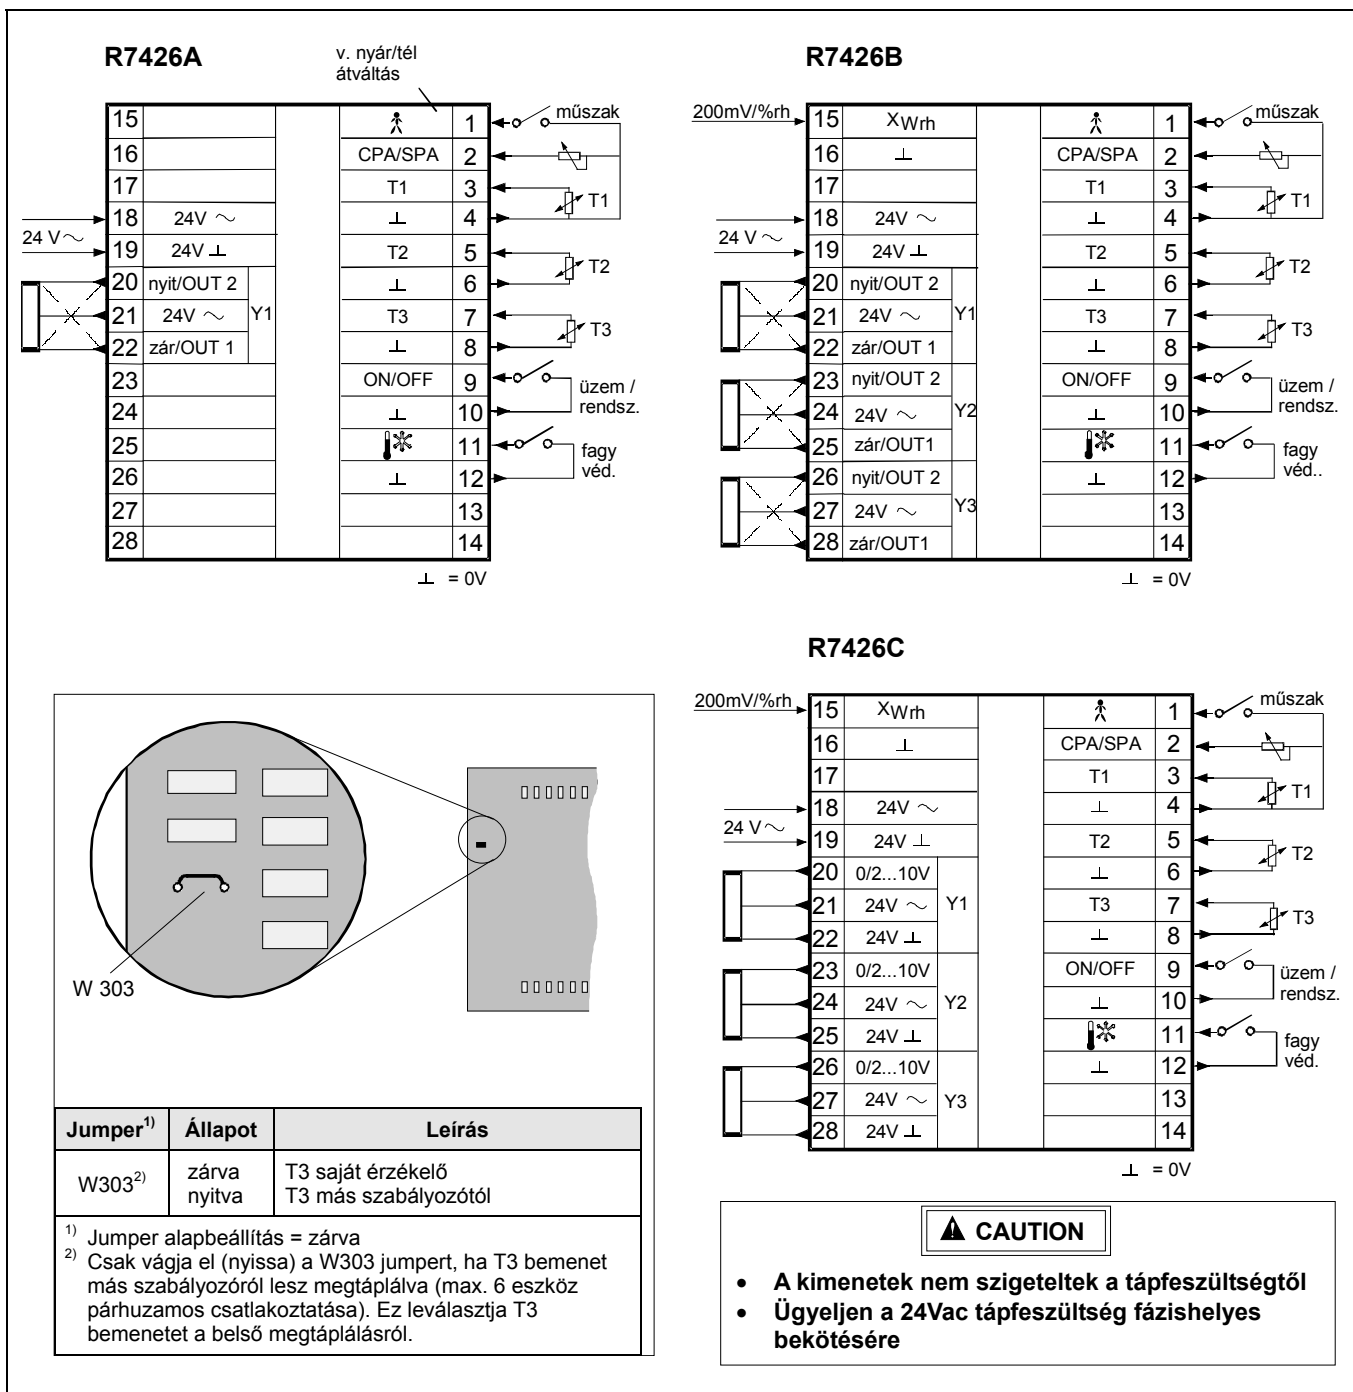 R7426A
v. nyár/tél
átváltás
15 1 műszak
16 CPA/SPA 2
17 T1 3 T1
18 24V ～ ⊥ 4
24 V～
19 24V ⊥ T2 5 T2
20 nyit/OUT 2 ⊥ 6
21 24V ～ Y1 T3 7 T3
22 zár/OUT 1 ⊥ 8
23 ON/OFF 9 üzem /
24 ⊥ 10 rendsz.
25 11 fagy
26 ⊥ 12 véd.
27 13
28 14
⊥ = 0V
R7426B
200mV/%rh 15 XWrh 1 műszak
16 ⊥ CPA/SPA 2
17 T1 3 T1
18 24V ～ ⊥ 4
24 V～
19 24V ⊥ T2 5 T2
20 nyit/OUT 2 ⊥ 6
21 24V ～ Y1 T3 7 T3
22 zár/OUT 1 ⊥ 8
23 nyit/OUT 2 ON/OFF 9 üzem /
24 24V ～ Y2 ⊥ 10 rendsz.
25 zár/OUT1 11 fagy
26 nyit/OUT 2 ⊥ 12 véd..
27 24V ～ Y3 13
28 zár/OUT1 14
⊥ = 0V
R7426C
200mV/%rh 15 XWrh 1 műszak
16 ⊥ CPA/SPA 2
17 T1 3 T1
18 24V ～ ⊥ 4
24 V～
19 24V ⊥ T2 5 T2
20 0/2...10V ⊥ 6
21 24V ～ Y1 T3 7 T3
22 24V ⊥ ⊥ 8
23 0/2...10V ON/OFF 9 üzem /
24 24V ～ Y2 ⊥ 10 rendsz.
25 24V ⊥ 11 fagy
26 0/2...10V ⊥ 12 véd.
27 24V ～ Y3 13
28 24V ⊥ 14
⊥ = 0V
W 303
Jumper1) Állapot Leírás
W3032) zárva T3 saját érzékelő
nyitva T3 más szabályozótól
1) Jumper alapbeállítás = zárva
2) Csak vágja el (nyissa) a W303 jumpert, ha T3 bemenet
más szabályozóról lesz megtáplálva (max. 6 eszköz
párhuzamos csatlakoztatása). Ez leválasztja T3
bemenetet a belső megtáplálásról.
CAUTION
• A kimenetek nem szigeteltek a tápfeszültségtől
• Ügyeljen a 24Vac tápfeszültség fázishelyes
bekötésére